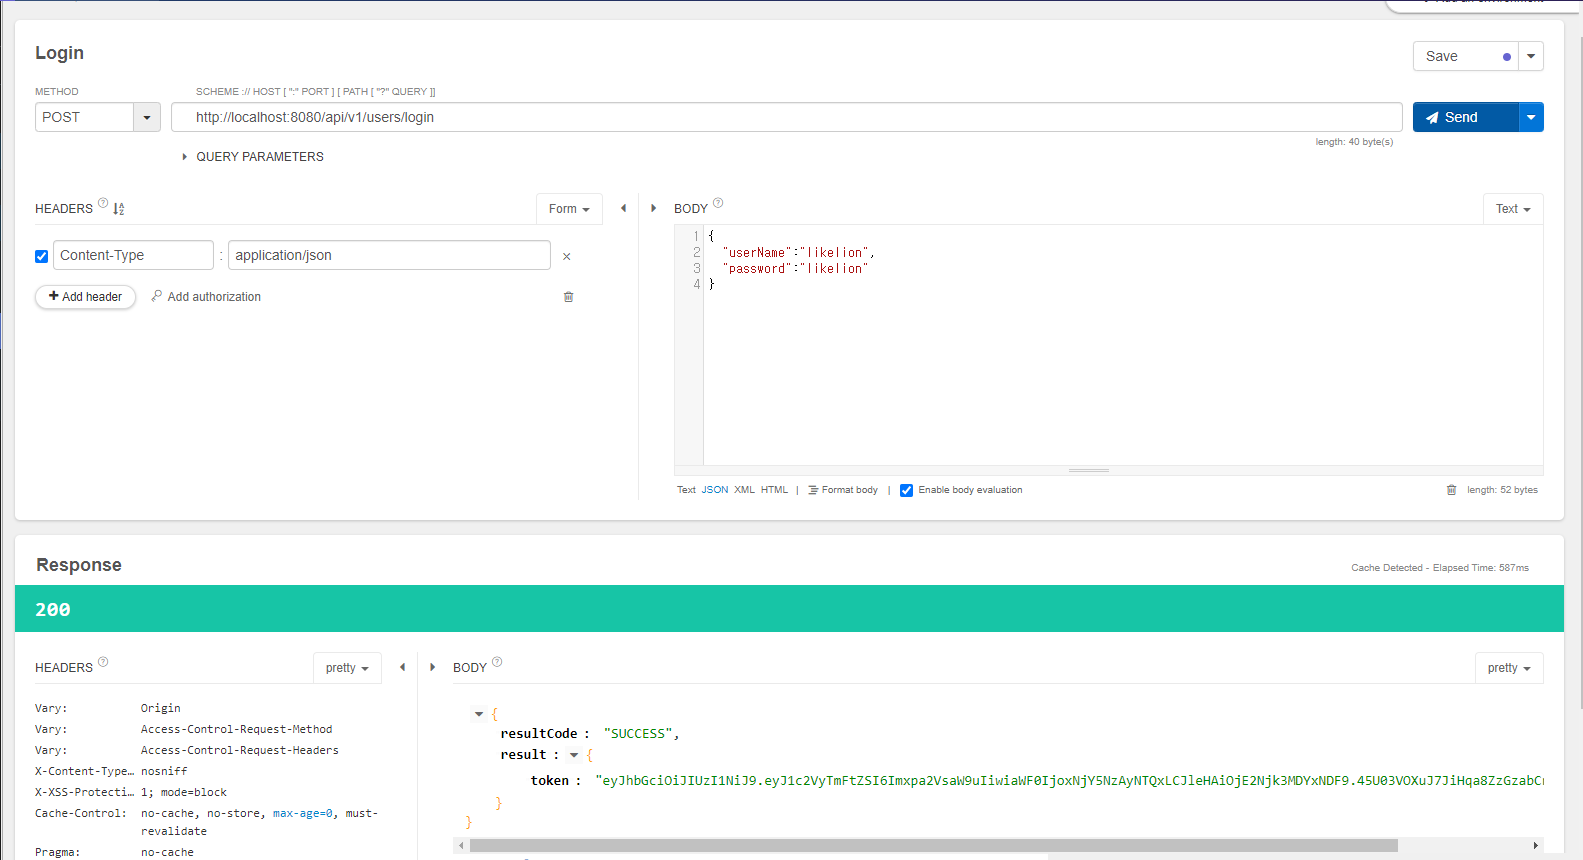 Login
Save
METHOD
SCHEME :// HOST [ ":" PORT ] [ PATH [ "?" QUERY ]]
POST
http://localhost:8080/api/v1/users/login
Send
length: 40 byte(s)
QUERY PARAMETERS
HEADERS ?
Form
BODY ?
Text
Content-Type : application/json ×
+ Add header
Add authorization
1 {
2 "userName":"likelion",
3 "password":"likelion"
4 }
Text JSON XML HTML | Format body | Enable body evaluation
length: 52 bytes
Response
Cache Detected - Elapsed Time: 587ms
200
HEADERS ?
pretty
BODY ?
pretty
Vary: Origin
Vary: Access-Control-Request-Method
Vary: Access-Control-Request-Headers
X-Content-Type… nosniff
X-XSS-Protecti… 1; mode=block
Cache-Control: no-cache, no-store, max-age=0, must-
revalidate
Pragma: no-cache
{
resultCode : "SUCCESS",
result : {
token : "eyJhbGciOiJIUzI1NiJ9.eyJ1c2VyTmFtZSI6Imxpa2VsaW9uIiwiaWF0IjoxNjY5NzAyNTQxLCJleHAiOjE2Njk3MDYxNDF9.45U03VOXuJ7JiHqa8ZzGzabC
}
}